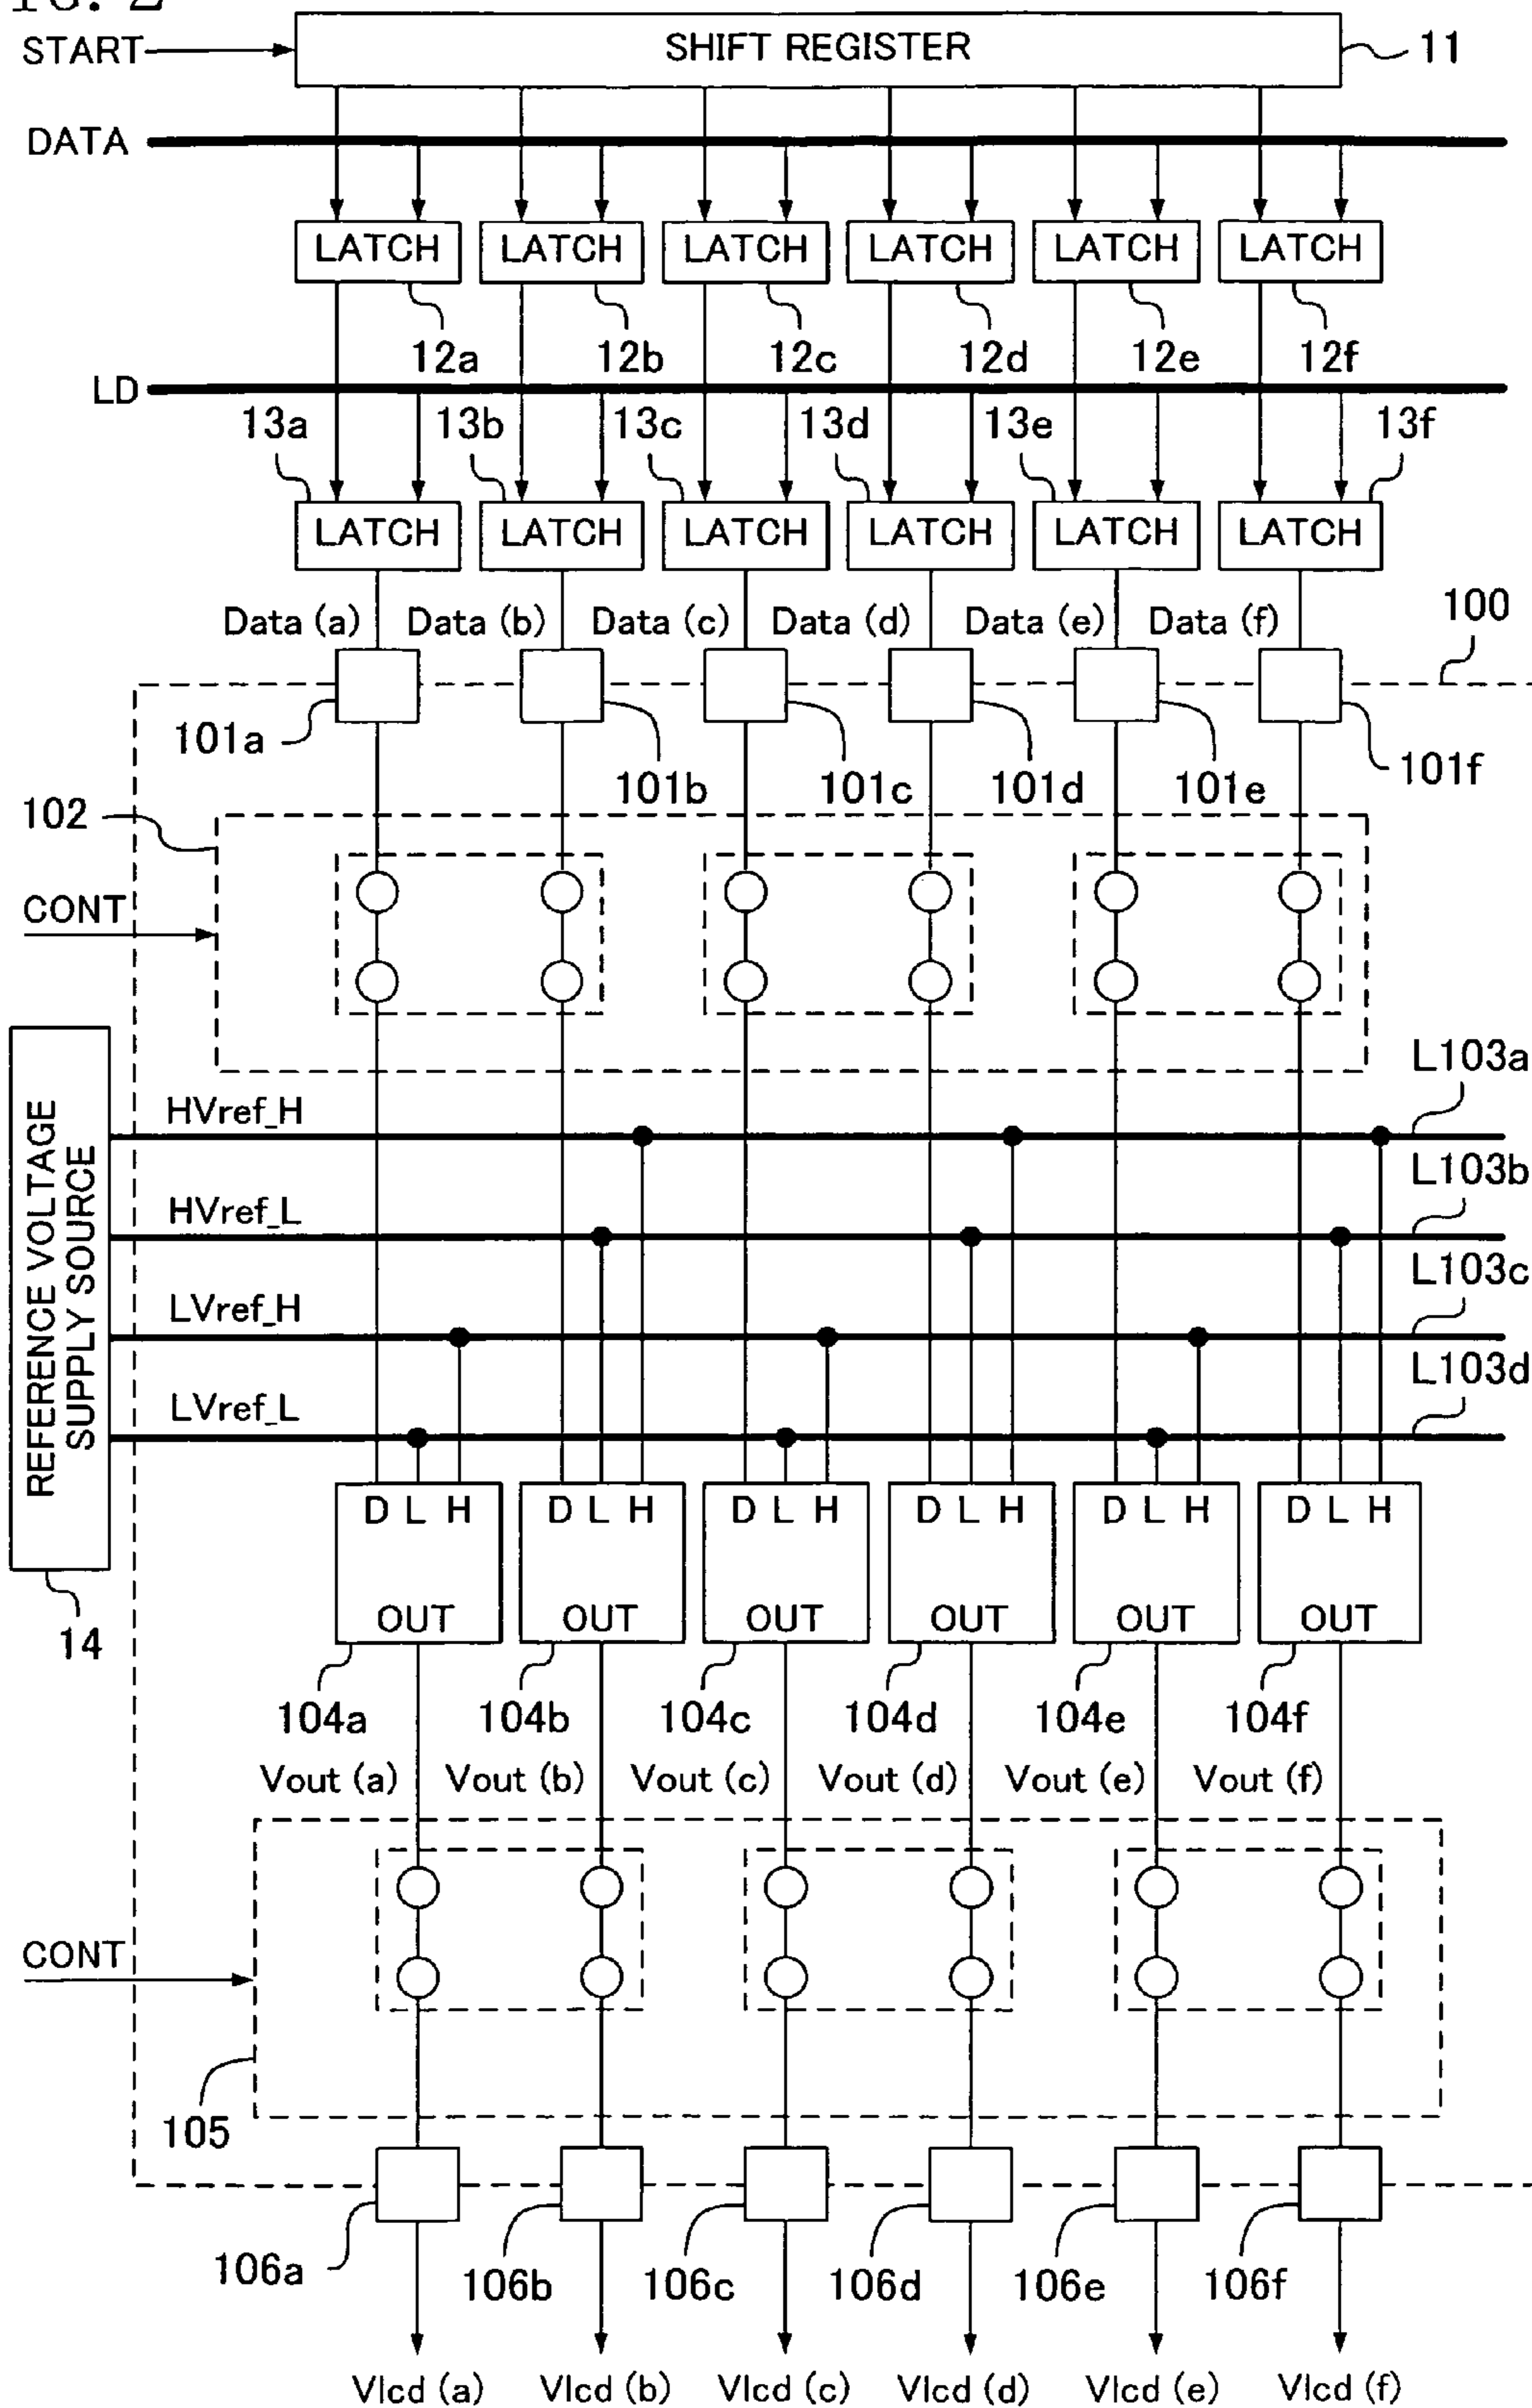 FIG. 2
START
SHIFT REGISTER
11
DATA
LATCH LATCH LATCH LATCH LATCH LATCH
12a 12b 12c 12d 12e 12f
LD
13a 13b 13c 13d 13e 13f
LATCH LATCH LATCH LATCH LATCH LATCH
Data (a) Data (b) Data (c) Data (d) Data (e) Data (f)
100
101a 101b 101c 101d 101e 101f
102
CONT
L103a
HVref_H
L103b
HVref_L
L103c
LVref_H
L103d
LVref_L
REFERENCE VOLTAGE
SUPPLY SOURCE
14
D L H D L H D L H D L H D L H D L H
OUT OUT OUT OUT OUT OUT
104a 104b 104c 104d 104e 104f
Vout (a) Vout (b) Vout (c) Vout (d) Vout (e) Vout (f)
CONT
105
106a 106b 106c 106d 106e 106f
Vlcd (a) Vlcd (b) Vlcd (c) Vlcd (d) Vlcd (e) Vlcd (f)